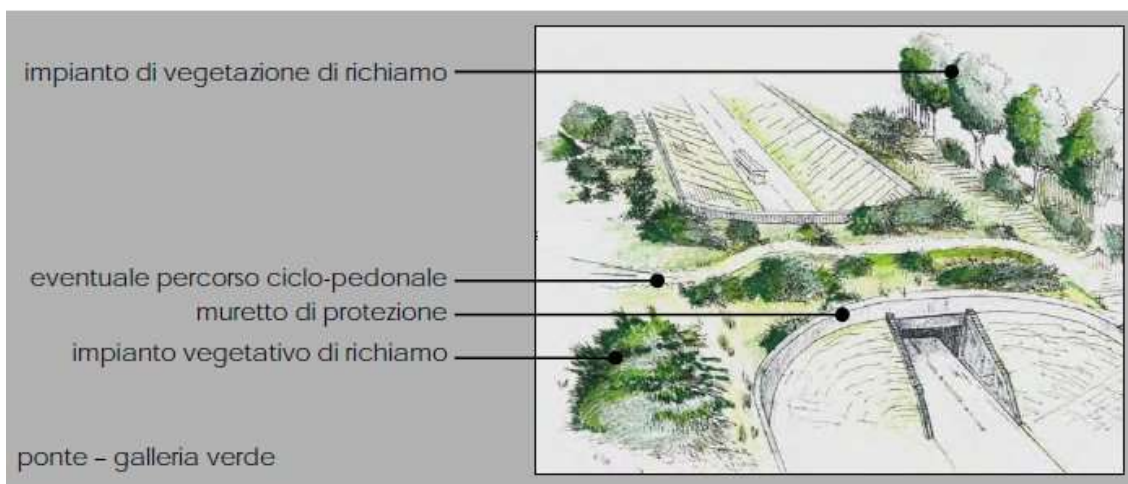 impianto di vegetazione di richiamo
eventuale percorso ciclo-pedonale
muretto di protezione
impianto vegetativo di richiamo
ponte – galleria verde